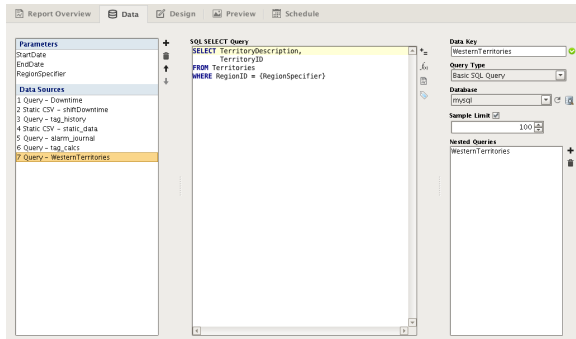 Report Overview
Data
Design
Preview
Schedule
Parameters
StartDate
EndDate
RegionSpecifier
Data Sources
1 Query – Downtime
2 Static CSV – shiftDowntime
3 Query – tag_history
4 Static CSV – static_data
5 Query – alarm_journal
6 Query – tag_calcs
7 Query – WesternTerritories
SQL SELECT Query
SELECT TerritoryDescription,
TerritoryID
FROM Territories
WHERE RegionID = {RegionSpecifier}
Data Key
WesternTerritories
Query Type
Basic SQL Query
Database
mysql
Sample Limit
100
Nested Queries
WesternTerritories